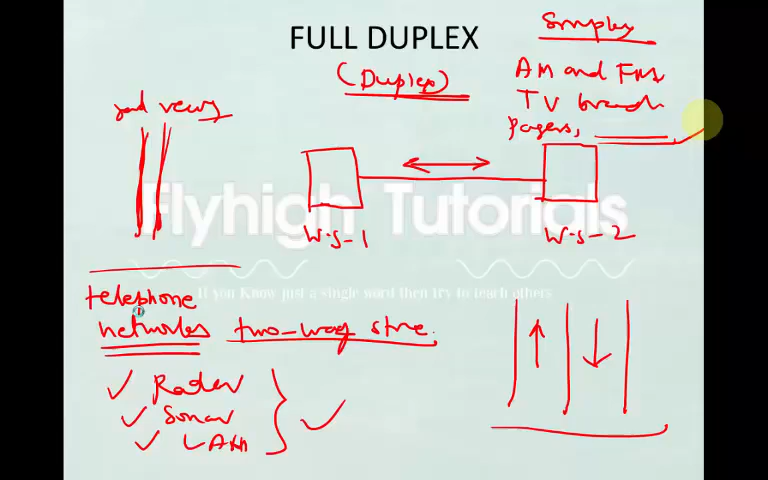 FULL DUPLEX
(Duplex)
Simplex
AM and FM
TV broad
Pagers,
Flyhigh Tutorials
W.S-1
W.S-2
If you Know just a single word then try to teach others
telephone
networks two-way stre.
Radar
Sonar
LAN